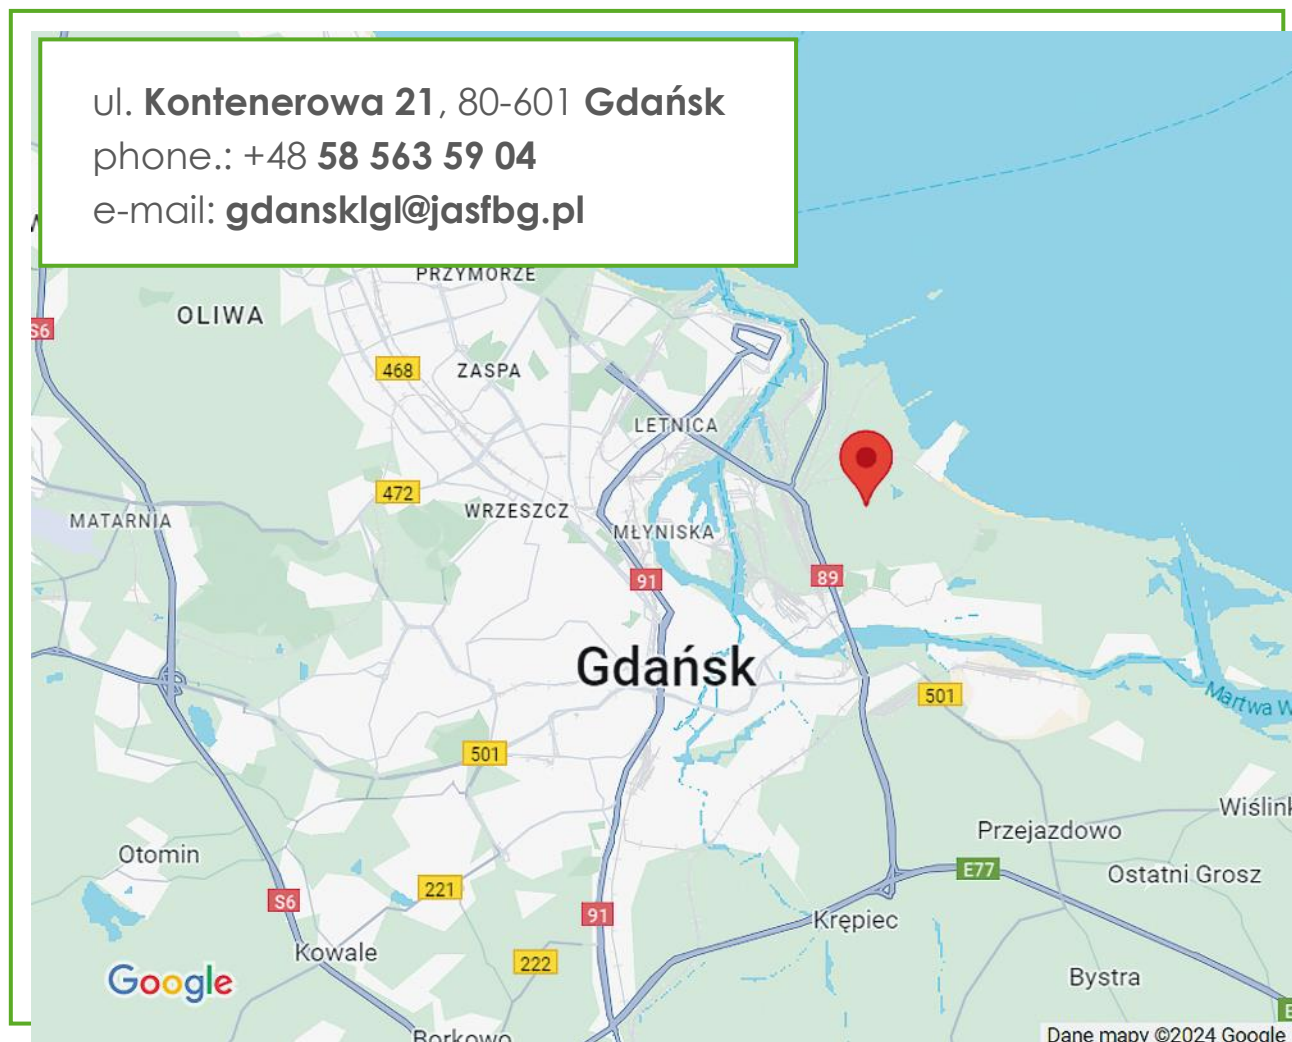 ul. Kontenerowa 21, 80-601 Gdańsk
phone.: +48 58 563 59 04
e-mail: gdansklgl@jasfbg.pl
PRZYMORZE
OLIWA
S6
468
ZASPA
LETNICA
472
WRZESZCZ
MATARNIA
MŁYNISKA
91
89
Gdańsk
501
Martwa W
501
Wiślink
Przejazdowo
Otomin
E77
Ostatni Grosz
221
S6
91
Krępiec
Kowale
222
Bystra
Google
Borkowo
Dane mapy ©2024 Google